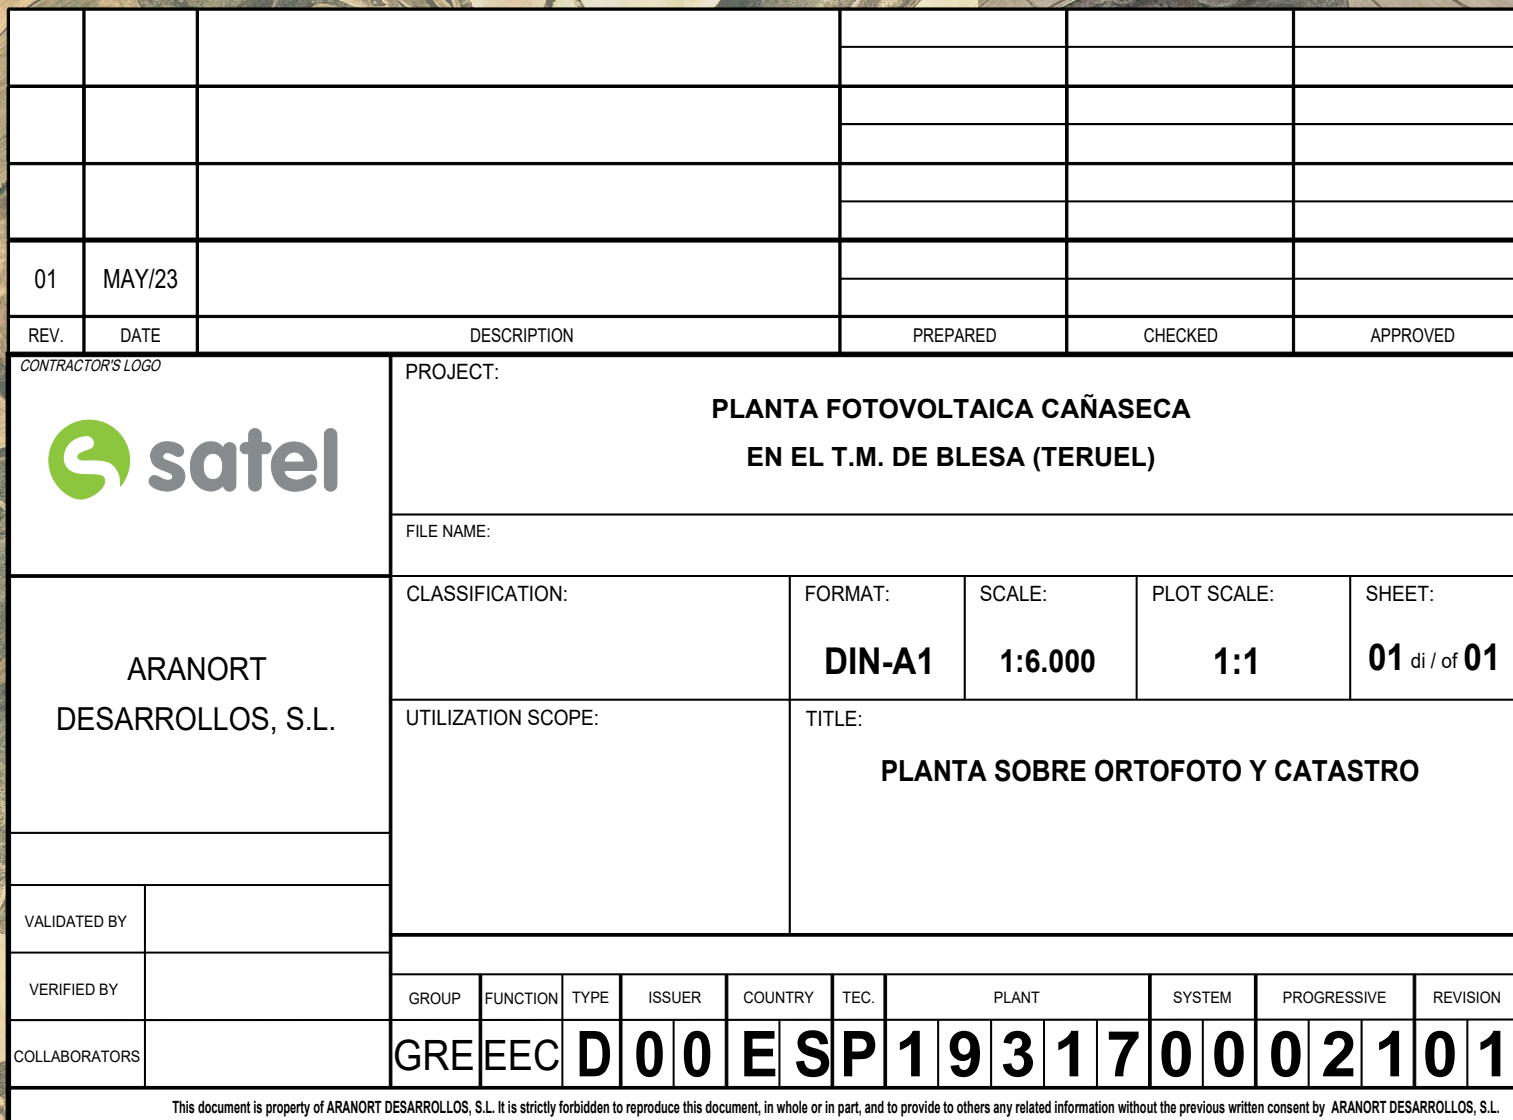 01 MAY/23
REV. DATE DESCRIPTION PREPARED CHECKED APPROVED
CONTRACTOR'S LOGO
satel
PROJECT:
PLANTA FOTOVOLTAICA CAÑASECA
EN EL T.M. DE BLESA (TERUEL)
FILE NAME:
ARANORT
DESARROLLOS, S.L.
CLASSIFICATION:
FORMAT:
DIN-A1
SCALE:
1:6.000
PLOT SCALE:
1:1
SHEET:
01 di / of 01
UTILIZATION SCOPE:
TITLE:
PLANTA SOBRE ORTOFOTO Y CATASTRO
VALIDATED BY
VERIFIED BY
COLLABORATORS
GROUP FUNCTION TYPE ISSUER COUNTRY TEC. PLANT SYSTEM PROGRESSIVE REVISION
GRE EEC D 0 0 E S P 1 9 3 1 7 0 0 0 2 1 0 1
This document is property of ARANORT DESARROLLOS, S.L. It is strictly forbidden to reproduce this document, in whole or in part, and to provide to others any related information without the previous written consent by ARANORT DESARROLLOS, S.L.